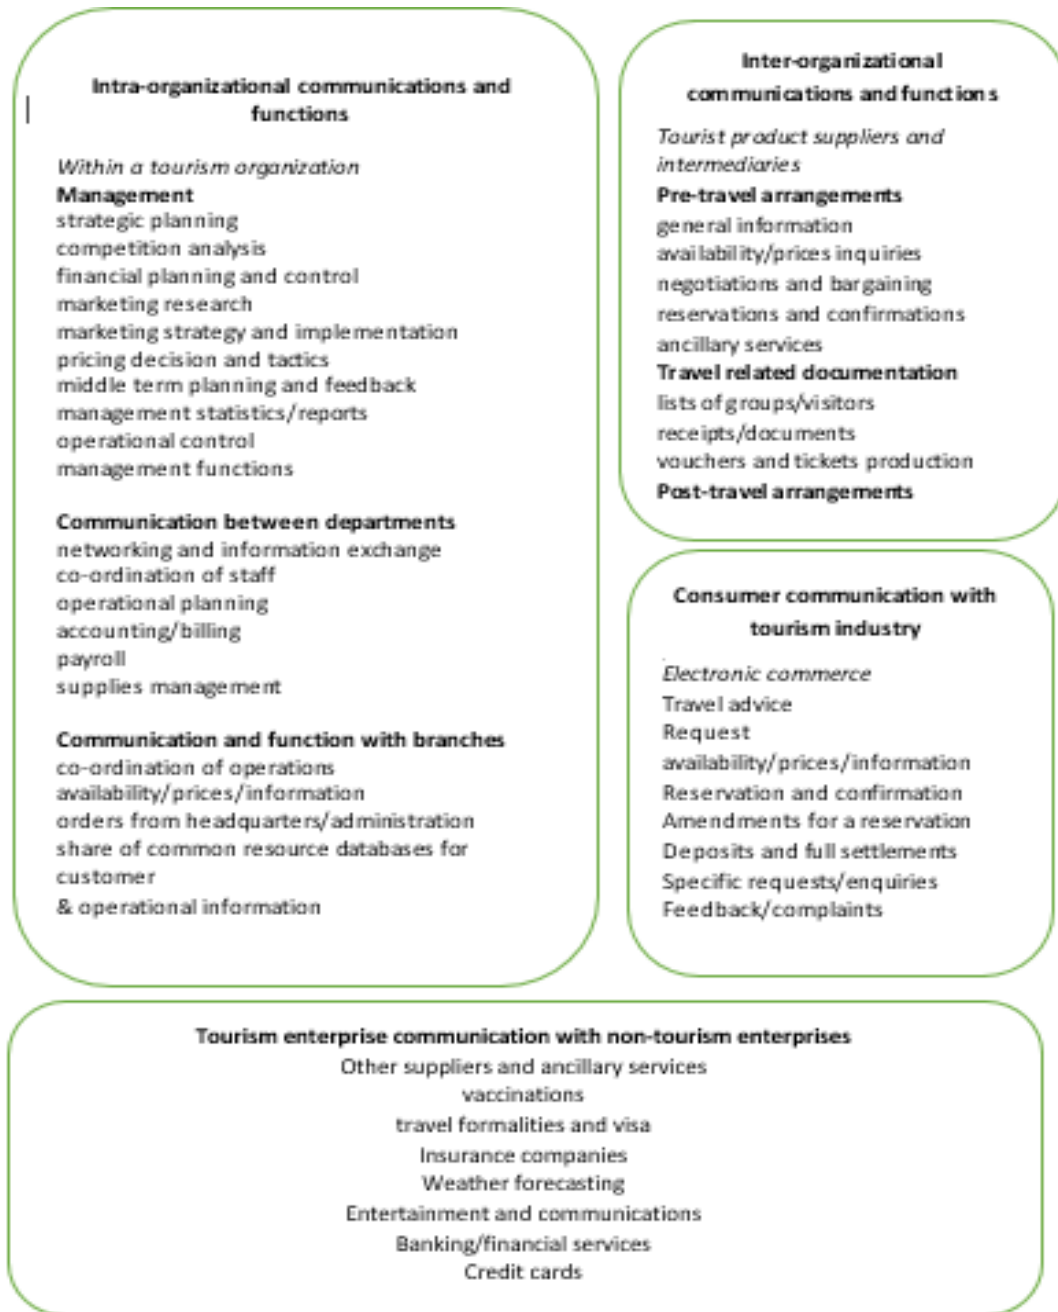 Intra-organizational communications and
functions
Within a tourism organization
Management
strategic planning
competition analysis
financial planning and control
marketing research
marketing strategy and implementation
pricing decision and tactics
middle term planning and feedback
management statistics/reports
operational control
management functions
Communication between departments
networking and information exchange
co-ordination of staff
operational planning
accounting/billing
payroll
supplies management
Communication and function with branches
co-ordination of operations
availability/prices/information
orders from headquarters/administration
share of common resource databases for
customer
& operational information
Inter-organizational
communications and functions
Tourist product suppliers and
intermediaries
Pre-travel arrangements
general information
availability/prices inquiries
negotiations and bargaining
reservations and confirmations
ancillary services
Travel related documentation
lists of groups/visitors
receipts/documents
vouchers and tickets production
Post-travel arrangements
Consumer communication with
tourism industry
Electronic commerce
Travel advice
Request
availability/prices/information
Reservation and confirmation
Amendments for a reservation
Deposits and full settlements
Specific requests/enquiries
Feedback/complaints
Tourism enterprise communication with non-tourism enterprises
Other suppliers and ancillary services
vaccinations
travel formalities and visa
Insurance companies
Weather forecasting
Entertainment and communications
Banking/financial services
Credit cards